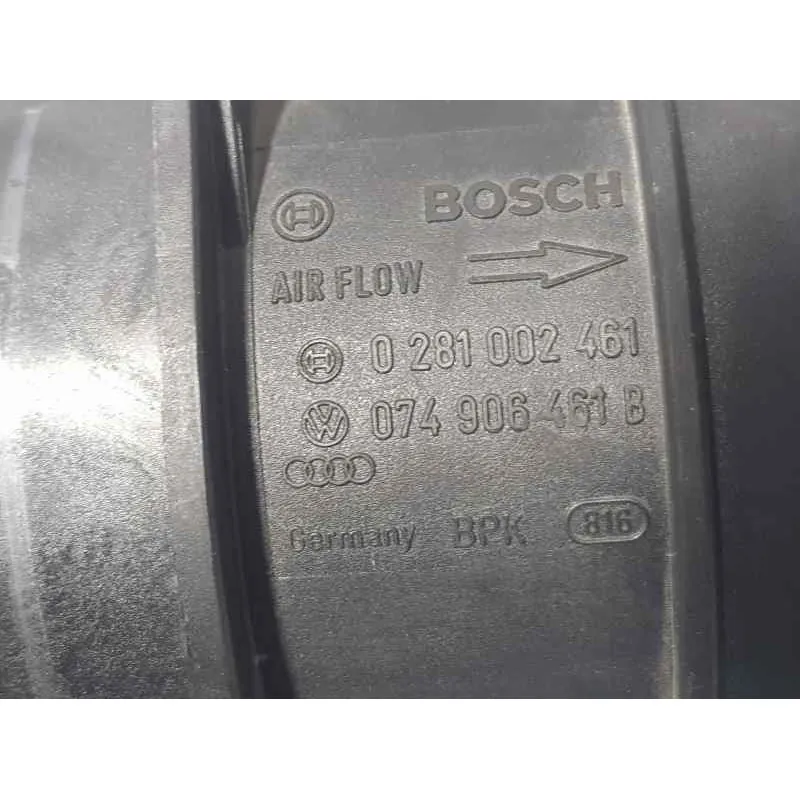 BOSCH
AIR FLOW
0 281 002 461
074 906 461 B
Germany BPK 816